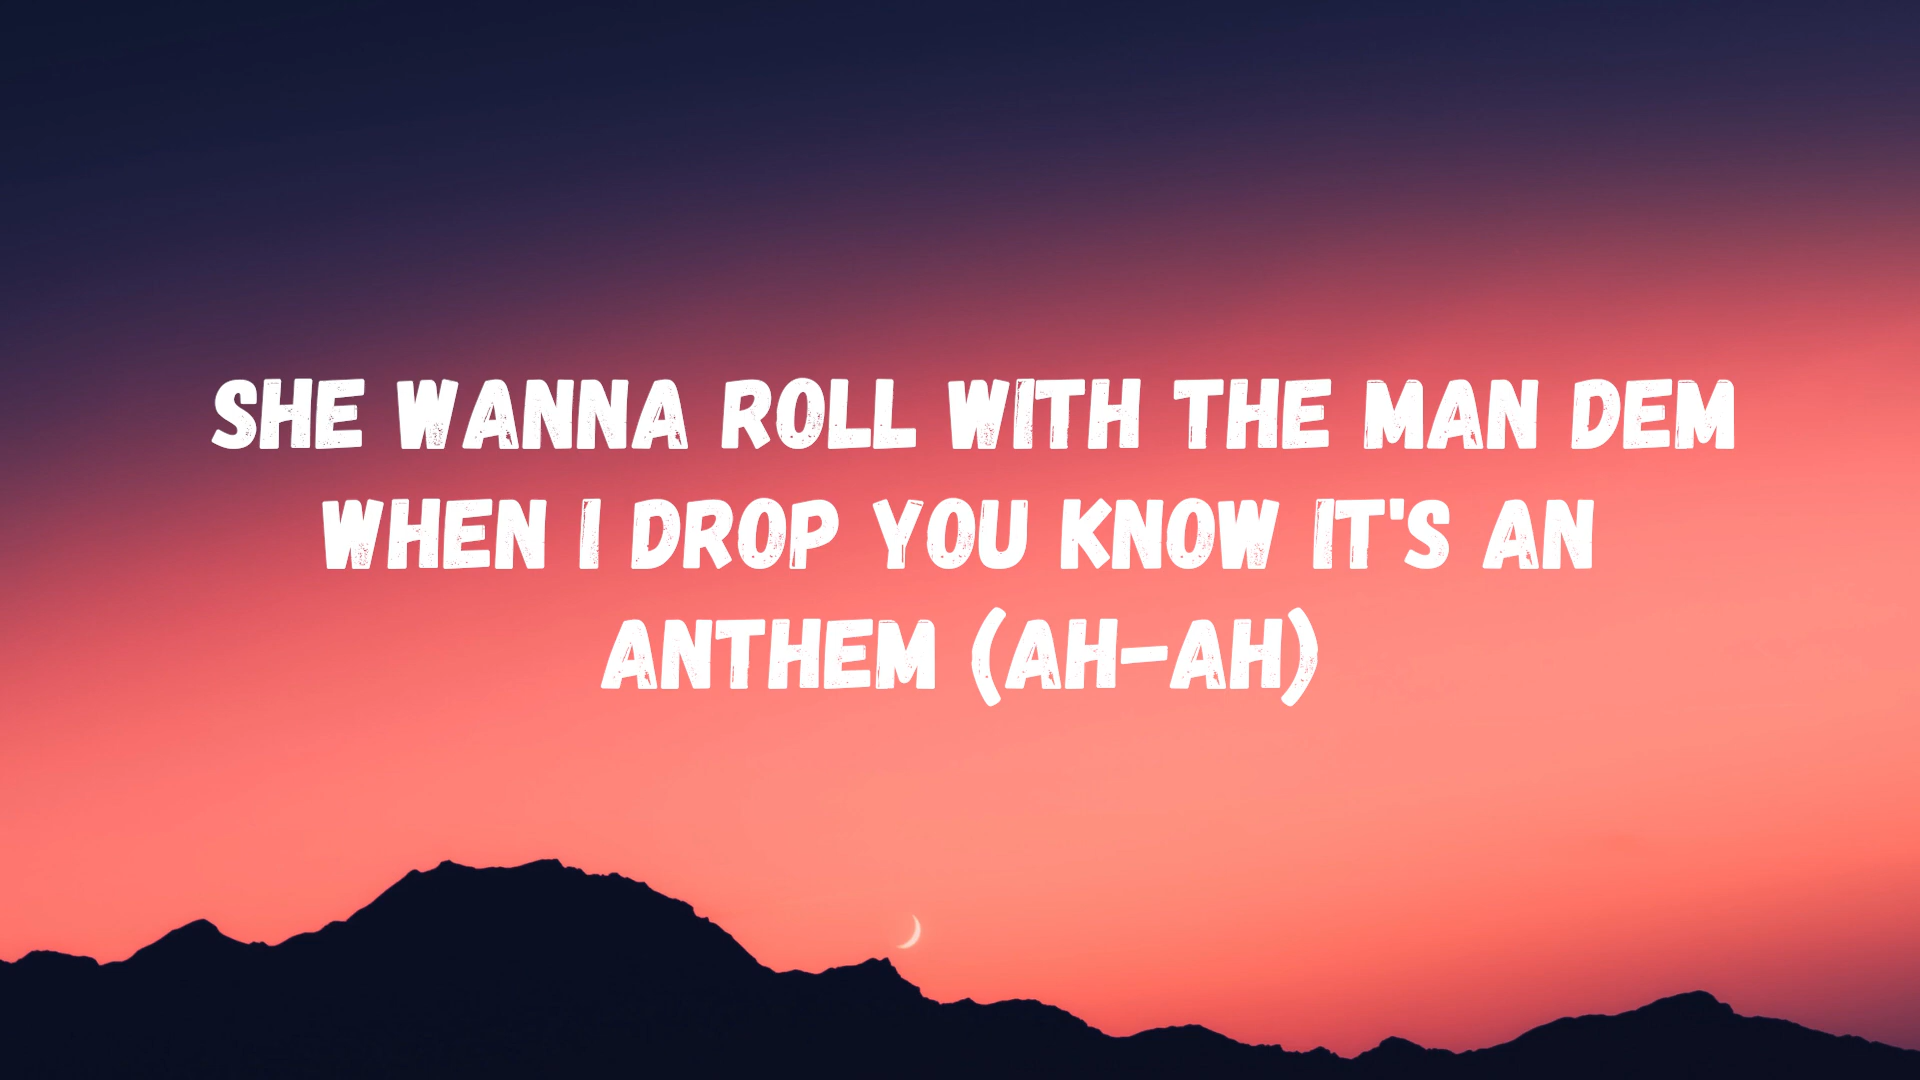 SHE WANNA ROLL WITH THE MAN DEM
WHEN I DROP YOU KNOW IT'S AN
ANTHEM (AH-AH)